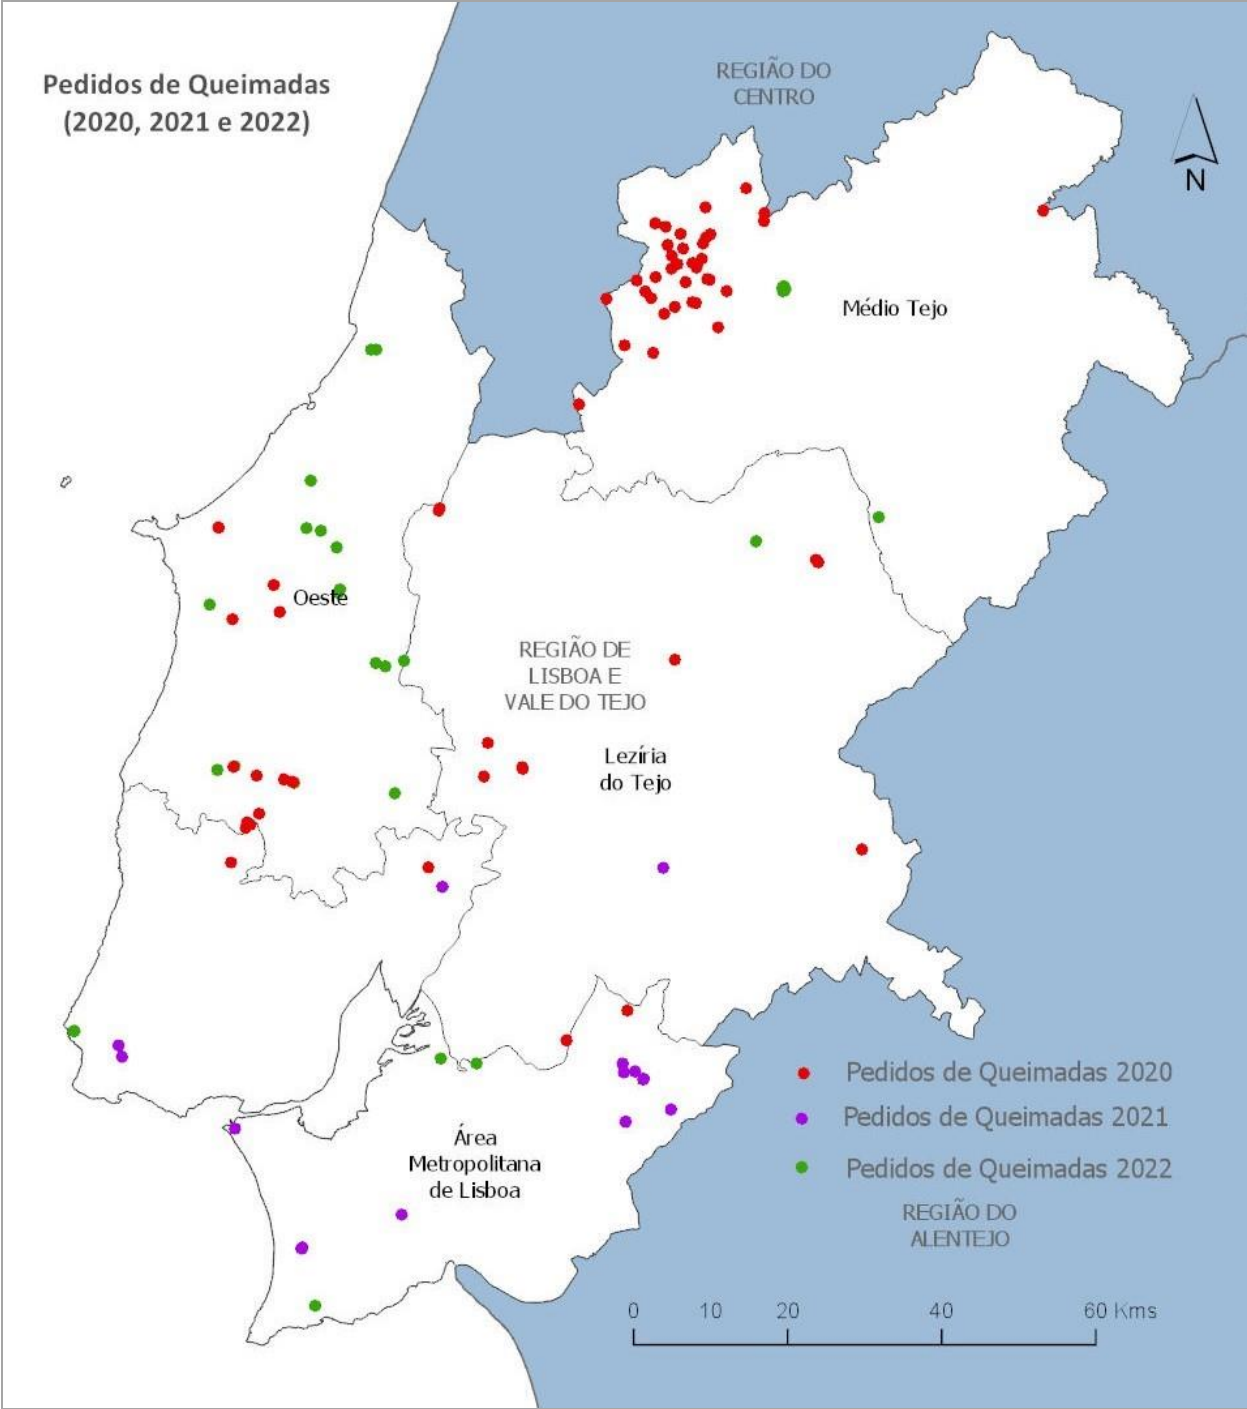 Pedidos de Queimadas
(2020, 2021 e 2022)
REGIÃO DO
CENTRO
N
Médio Tejo
Oeste
REGIÃO DE
LISBOA E
VALE DO TEJO
Lezíria
do Tejo
Pedidos de Queimadas 2020
Pedidos de Queimadas 2021
Pedidos de Queimadas 2022
Área
Metropolitana
de Lisboa
REGIÃO DO
ALENTEJO
0 10 20 40 60 Kms